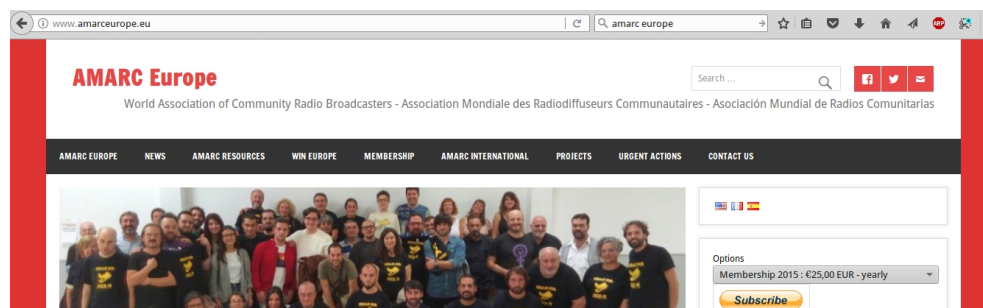 www.amarceurope.eu
amarc europe
ABP
AMARC Europe
Search ...
World Association of Community Radio Broadcasters - Association Mondiale des Radiodiffuseurs Communautaires - Asociación Mundial de Radios Comunitarias
AMARC EUROPE NEWS AMARC RESOURCES WIN EUROPE MEMBERSHIP AMARC INTERNATIONAL PROJECTS URGENT ACTIONS CONTACT US
Options
Membership 2015 : €25,00 EUR - yearly
Subscribe